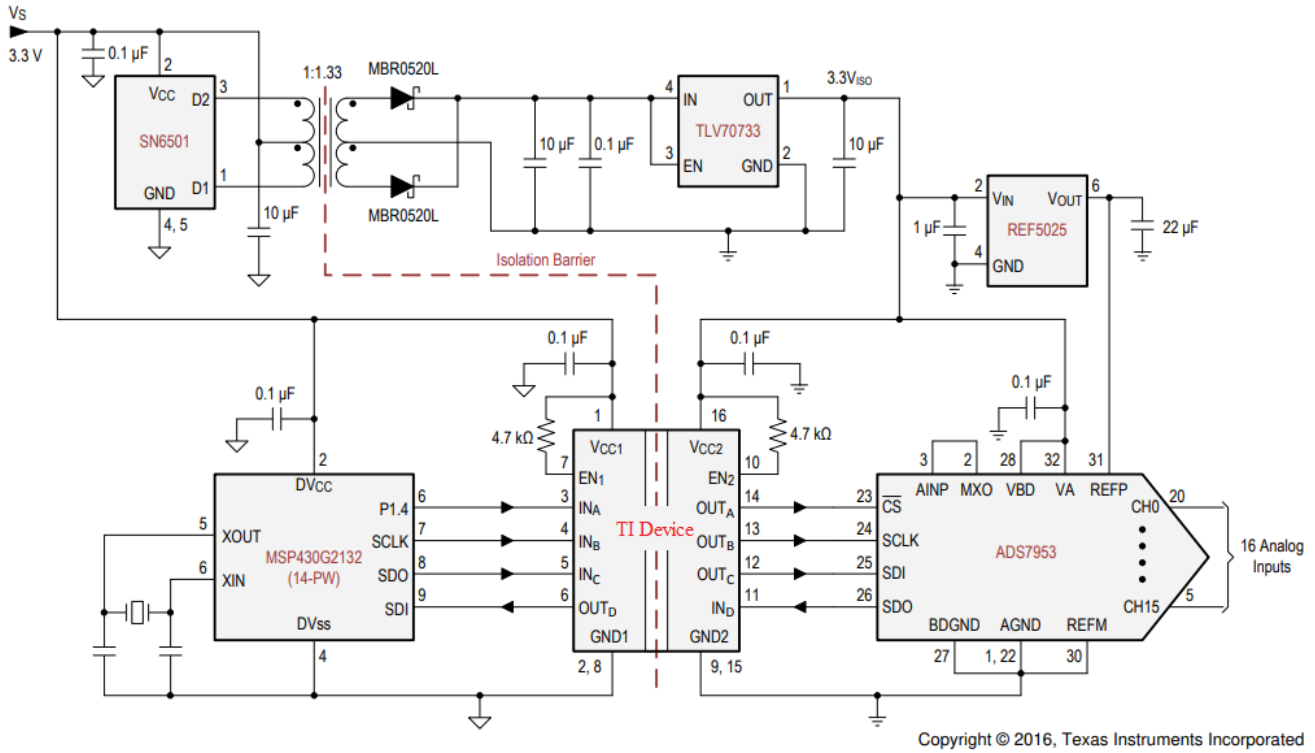 VS
3.3 V
0.1 µF
2
VCC
D2
3
SN6501
D1
1
GND
4, 5
10 µF
1:1.33
MBR0520L
MBR0520L
10 µF
0.1 µF
4
IN
OUT
1
TLV70733
3
EN
GND
2
3.3VISO
10 µF
2
VIN
VOUT
6
1 µF
REF5025
22 µF
4
GND
Isolation Barrier
0.1 µF
0.1 µF
0.1 µF
0.1 µF
4.7 kΩ
4.7 kΩ
2
DVCC
5
XOUT
6
XIN
MSP430G2132
(14-PW)
P1.4
6
SCLK
7
SDO
8
SDI
9
DVSS
4
1
VCC1
7
EN1
3
INA
4
INB
5
INC
6
OUTD
GND1
2, 8
TI Device
16
VCC2
10
EN2
14
OUTA
13
OUTB
12
OUTC
11
IND
GND2
9, 15
3
2
28
32
31
AINP
MXO
VBD
VA
REFP
23
CS
24
SCLK
25
SDI
26
SDO
ADS7953
CH0
20
CH15
5
16 Analog
Inputs
BDGND
AGND
REFM
27
1, 22
30
Copyright © 2016, Texas Instruments Incorporated